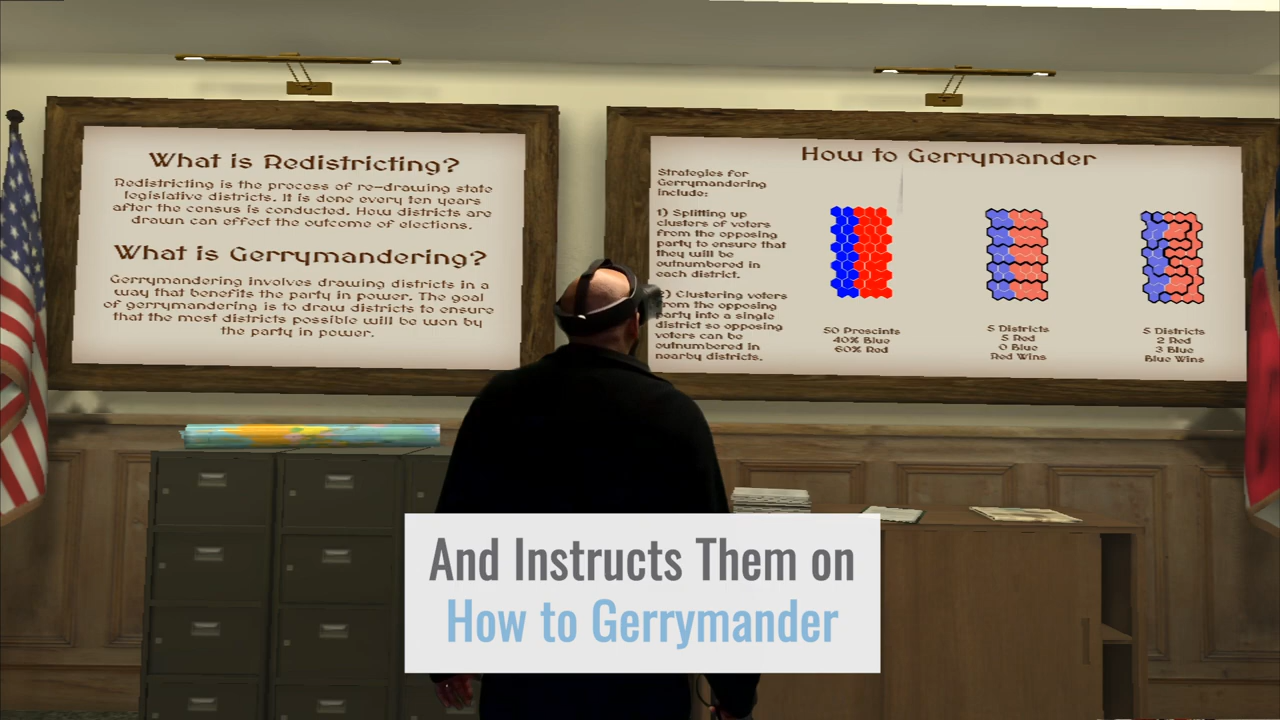 What is Redistricting?
Redistricting is the process of re-drawing state
legislative districts. It is done every ten years
after the census is conducted. How districts are
drawn can effect the outcome of elections.
What is Gerrymandering?
Gerrymandering involves drawing districts in a
way that benefits the party in power. The goal
of gerrymandering is to draw districts to ensure
that the most districts possible will be won by
the party in power.
How to Gerrymander
Strategies for
Gerrymandering
include:
1) Splitting up
clusters of voters
from the opposing
party to ensure that
they will be
outnumbered in
each district.
2) Clustering voters
from the opposing
party into a single
district so opposing
voters can be
outnumbered in
nearby districts.
50 Prescints
40% Blue
60% Red
5 Districts
5 Red
0 Blue
Red Wins
5 Districts
2 Red
3 Blue
Blue Wins
And Instructs Them on
How to Gerrymander